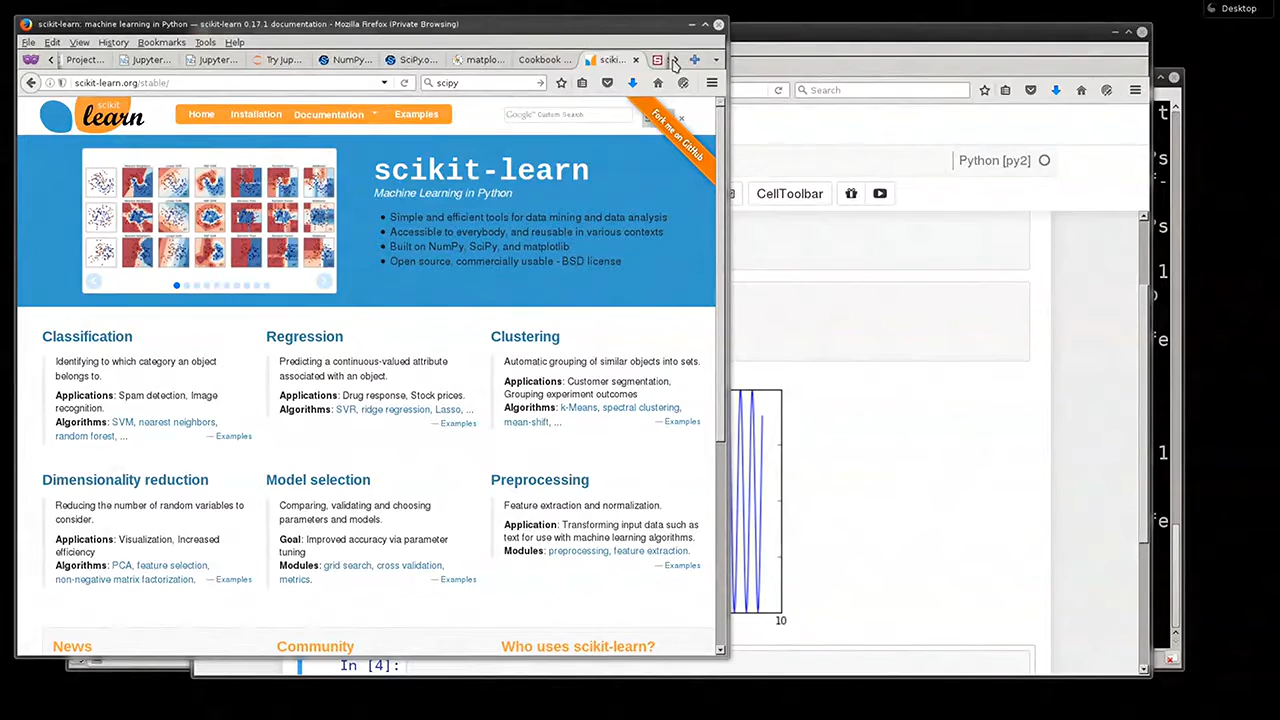 Desktop
scikit-learn: machine learning in Python — scikit-learn 0.17.1 documentation - Mozilla Firefox (Private Browsing)
File Edit View History Bookmarks Tools Help
Project... Jupyter... Jupyter... Try Jup... NumPy... SciPy.o... matplo... Cookbook ... sciki...
scikit-learn.org/stable/
scipy
Search
scikit
learn
Home Installation Documentation Examples
Google™ Custom Search
Fork me on GitHub
Python [py2]
CellToolbar
scikit-learn
Machine Learning in Python
Simple and efficient tools for data mining and data analysis
Accessible to everybody, and reusable in various contexts
Built on NumPy, SciPy, and matplotlib
Open source, commercially usable - BSD license
Classification
Identifying to which category an object
belongs to.
Applications: Spam detection, Image
recognition.
Algorithms: SVM, nearest neighbors,
random forest, ...
— Examples
Regression
Predicting a continuous-valued attribute
associated with an object.
Applications: Drug response, Stock prices.
Algorithms: SVR, ridge regression, Lasso, ...
— Examples
Clustering
Automatic grouping of similar objects into sets.
Applications: Customer segmentation,
Grouping experiment outcomes
Algorithms: k-Means, spectral clustering,
mean-shift, ...
— Examples
Dimensionality reduction
Reducing the number of random variables to
consider.
Applications: Visualization, Increased
efficiency
Algorithms: PCA, feature selection,
non-negative matrix factorization.
— Examples
Model selection
Comparing, validating and choosing
parameters and models.
Goal: Improved accuracy via parameter
tuning
Modules: grid search, cross validation,
metrics.
— Examples
Preprocessing
Feature extraction and normalization.
Application: Transforming input data such as
text for use with machine learning algorithms.
Modules: preprocessing, feature extraction.
— Examples
News
Community
Who uses scikit-learn?
10
In [4]: